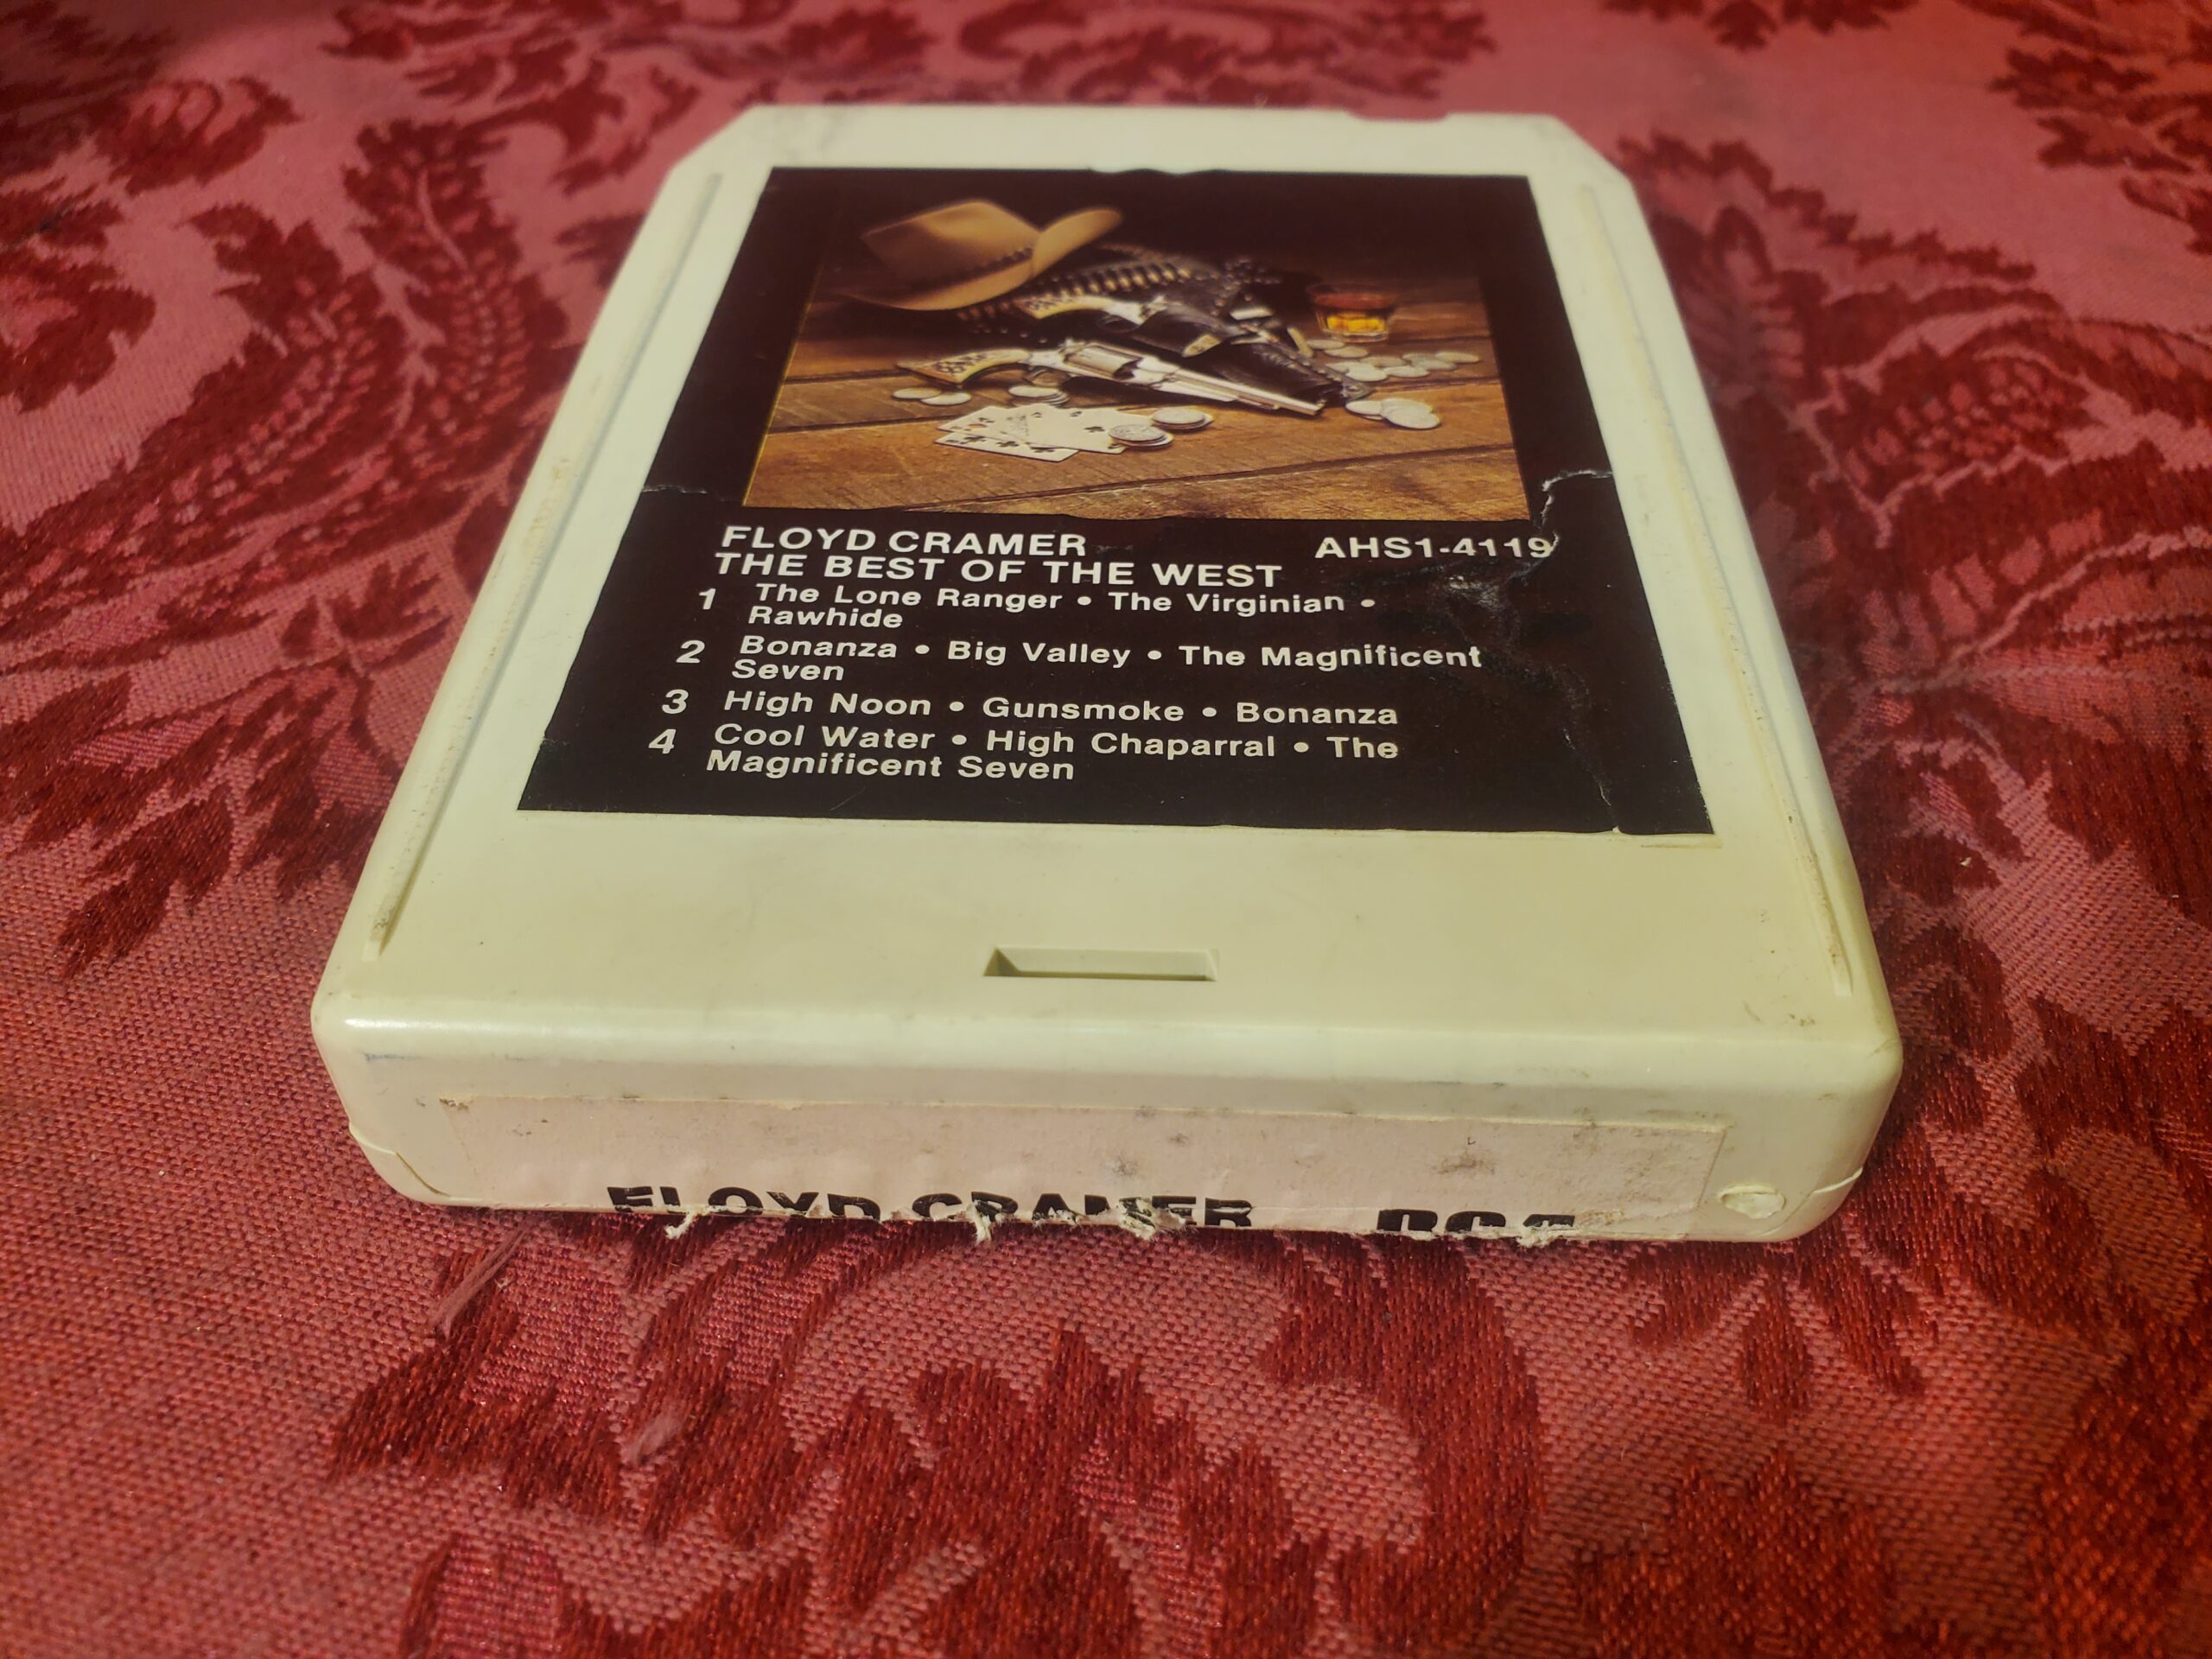 FLOYD CRAMER AHS1-4119
THE BEST OF THE WEST
1 The Lone Ranger • The Virginian •
Rawhide
2 Bonanza • Big Valley • The Magnificent
Seven
3 High Noon • Gunsmoke • Bonanza
4 Cool Water • High Chaparral • The
Magnificent Seven
FLOYD CRAMER RCA